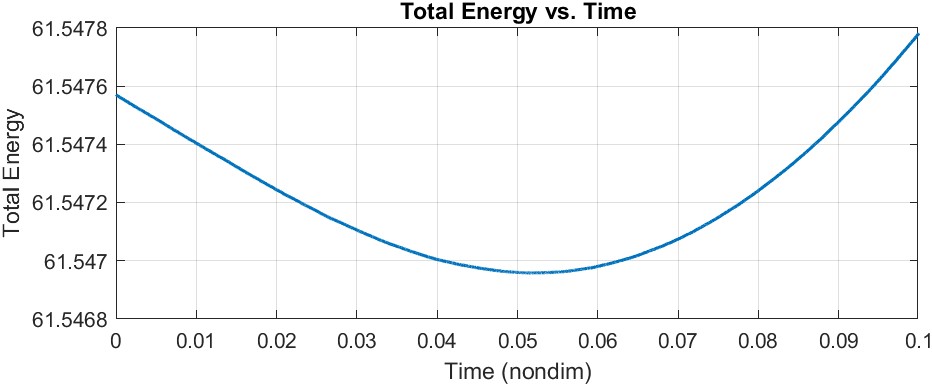 Total Energy vs. Time
61.5478
61.5476
61.5474
61.5472
61.547
61.5468
Total Energy
0 0.01 0.02 0.03 0.04 0.05 0.06 0.07 0.08 0.09 0.1
Time (nondim)